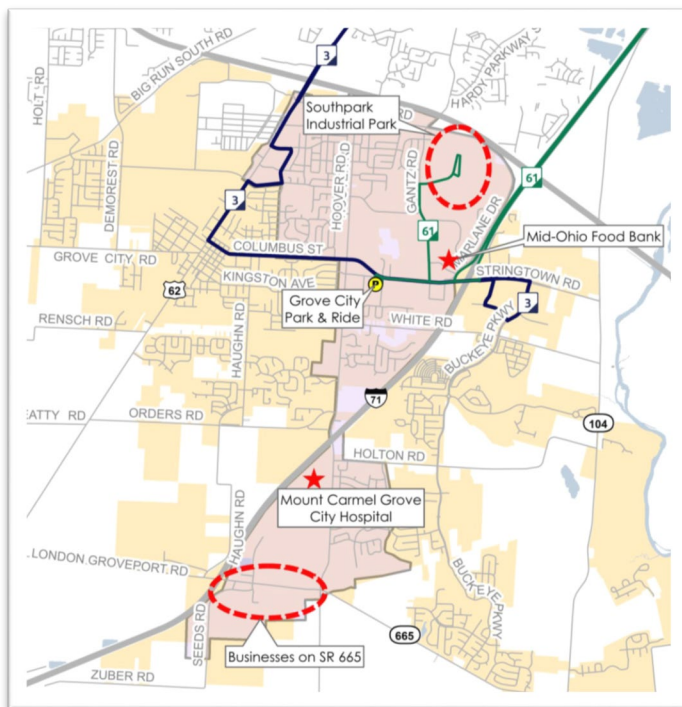 3
HARDY PARKWAY S
BIG RUN SOUTH RD
HOLT RD
Southpark
Industrial Park
RD
DEMOREST RD
HOOVER RD
GANTZ RD
61
3
61
COLUMBUS ST
Mid-Ohio Food Bank
GROVE CITY RD
KINGSTON AVE
STRINGTOWN RD
62
P
Grove City
Park & Ride
3
RENSCH RD
WHITE RD
HAUGHN RD
BUCKEYE PKWY
71
ORDERS RD
104
HOLTON RD
Mount Carmel Grove
City Hospital
HAUGHN RD
LONDON GROVEPORT RD
BUCKEYE PKWY
SEEDS RD
665
Businesses on SR 665
ZUBER RD